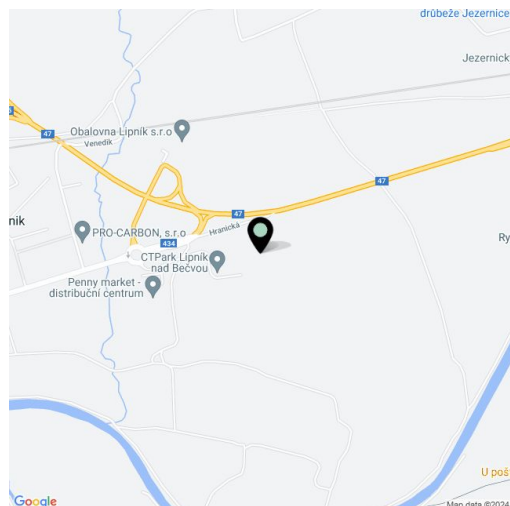 drůbeže Jezernice
Jezernick
Obalovna Lipník s.r.o
47
Venedik
47
47
nik
PRO-CARBON, s.r.o
Hranická
434
Ry
CTPark Lipník
nad Bečvou
Penny market -
distribuční centrum
U poš
Google
Map data ©2024